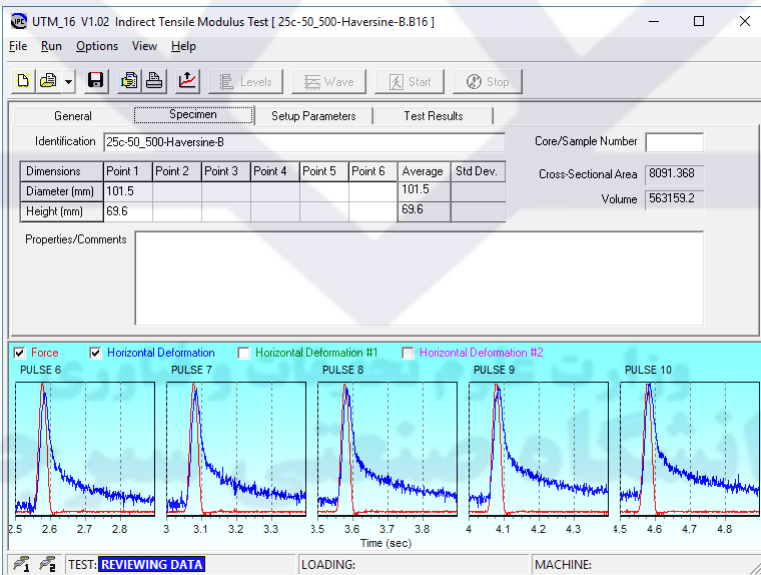 UTM_16 V1.02 Indirect Tensile Modulus Test [ 25c-50_500-Haversine-B.B16 ]
File Run Options View Help
Levels Wave Start Stop
General Specimen Setup Parameters Test Results
Identification 25c-50_500-Haversine-B Core/Sample Number
Dimensions Point 1 Point 2 Point 3 Point 4 Point 5 Point 6 Average Std Dev. Cross-Sectional Area 8091.368
Diameter (mm) 101.5 101.5 Volume 563159.2
Height (mm) 69.6 69.6
Properties/Comments
Force Horizontal Deformation Horizontal Deformation #1 Horizontal Deformation #2
PULSE 6 PULSE 7 PULSE 8 PULSE 9 PULSE 10
2.5 2.6 2.7 2.8 3 3.1 3.2 3.3 3.5 3.6 3.7 3.8 4 4.1 4.2 4.3 4.5 4.6 4.7 4.8
Time (sec)
1 2 TEST: REVIEWING DATA LOADING: MACHINE: